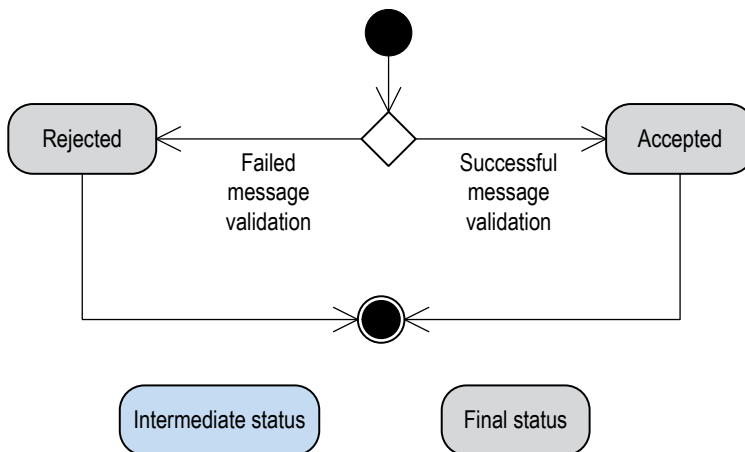 Rejected
Accepted
Failed
message
validation
Successful
message
validation
Intermediate status
Final status